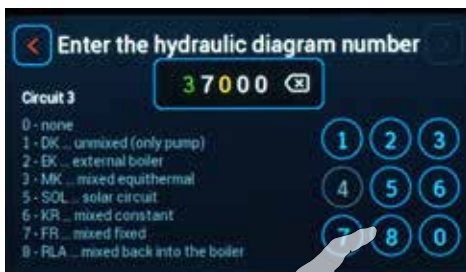 Enter the hydraulic diagram number
37000
Circuit 3
0 - none
1 - DK ... unmixed (only pump)
2 - EK ... external boiler
3 - MK ... mixed equithermal
5 - SOL ... solar circuit
6 - KR ... mixed constant
7 - FR ... mixed fixed
8 - RLA ... mixed back into the boiler
1 2 3
4 5 6
7 8 0